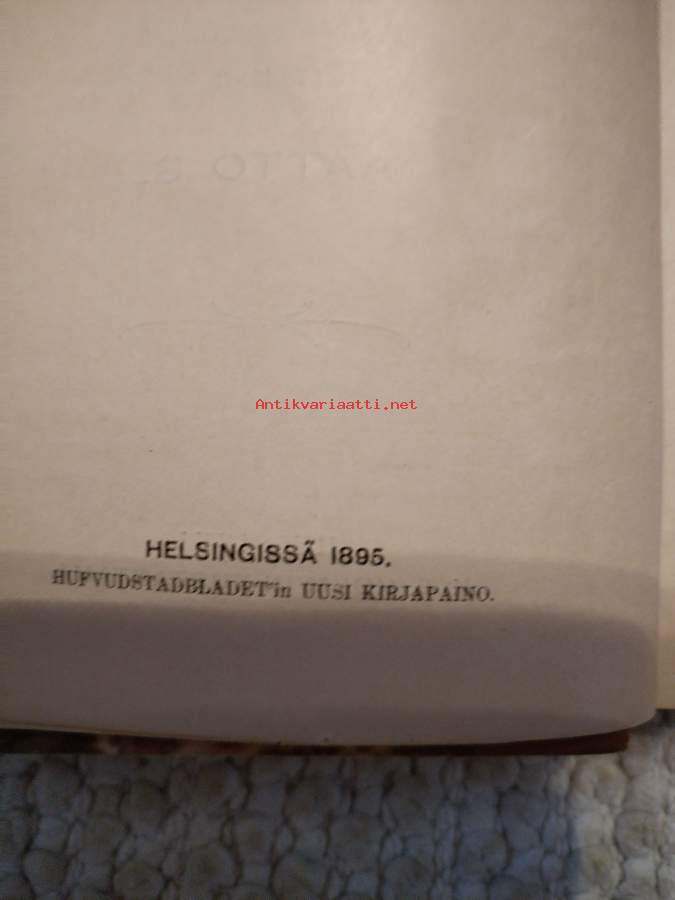 Antikvariaatti.net
HELSINGISSÄ 1895.
HUFVUDSTADBLADET'in UUSI KIRJAPAINO.